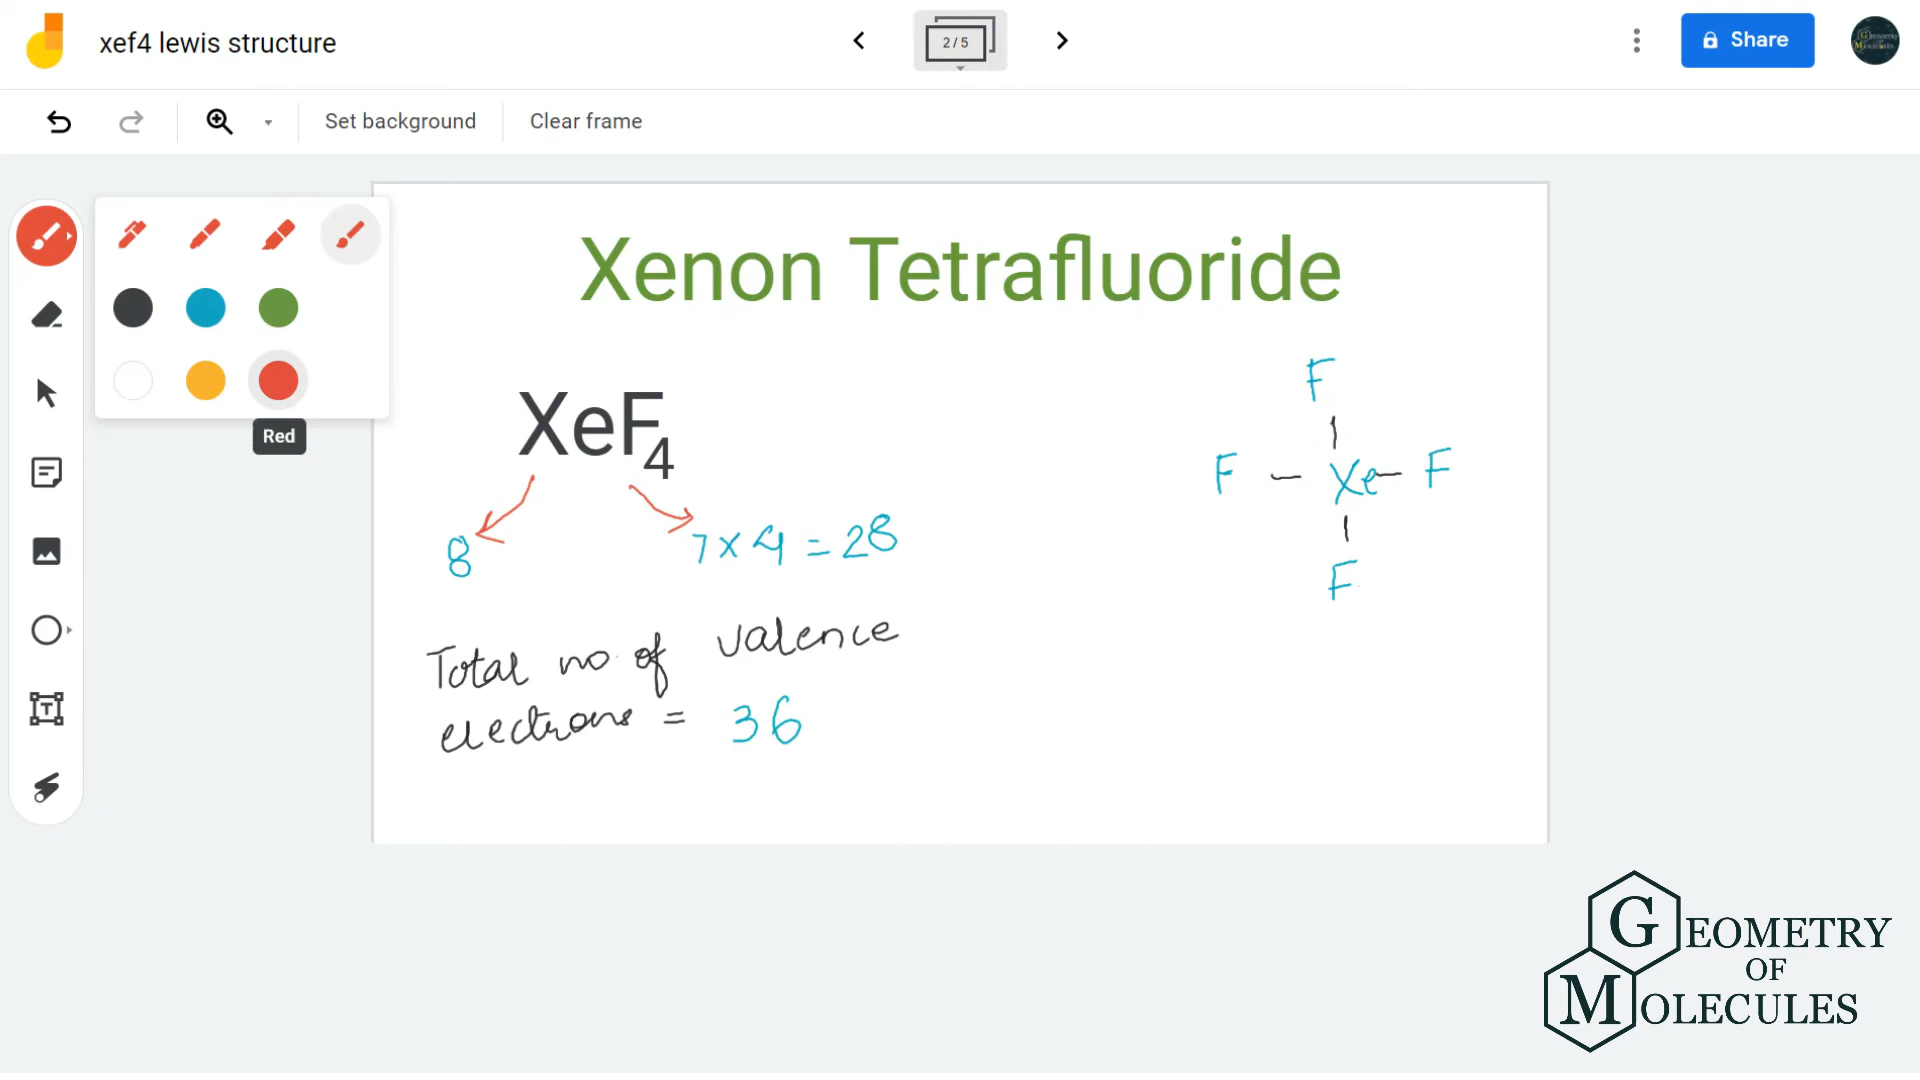 xef4 lewis structure
2 / 5
Share
Set background
Clear frame
Red
Xenon Tetrafluoride
XeF4
8
7 x 4 = 28
Total no. of valence
electrons = 36
F
F - Xe - F
F
GEOMETRY
OF
MOLECULES